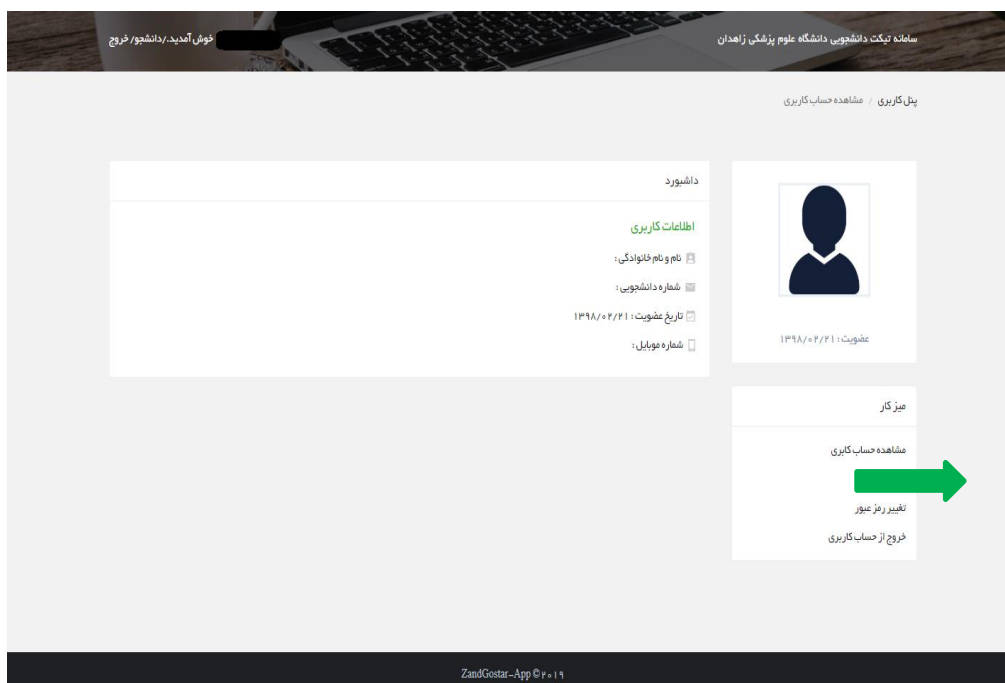 سامانه تیکت دانشجویی دانشگاه علوم پزشکی زاهدان
خوش آمدید./دانشجو/ خروج
پنل کاربری / مشاهده حساب کاربری
عضویت : ۱۳۹۸/۰۲/۲۱
داشبورد
اطلاعات کاربری
نام و نام خانوادگی :
شماره دانشجویی :
تاریخ عضویت : ۱۳۹۸/۰۲/۲۱
شماره موبایل :
میز کار
مشاهده حساب کابری
تغییر رمز عبور
خروج از حساب کاربری
ZandGostar-App © ۲۰۱۹